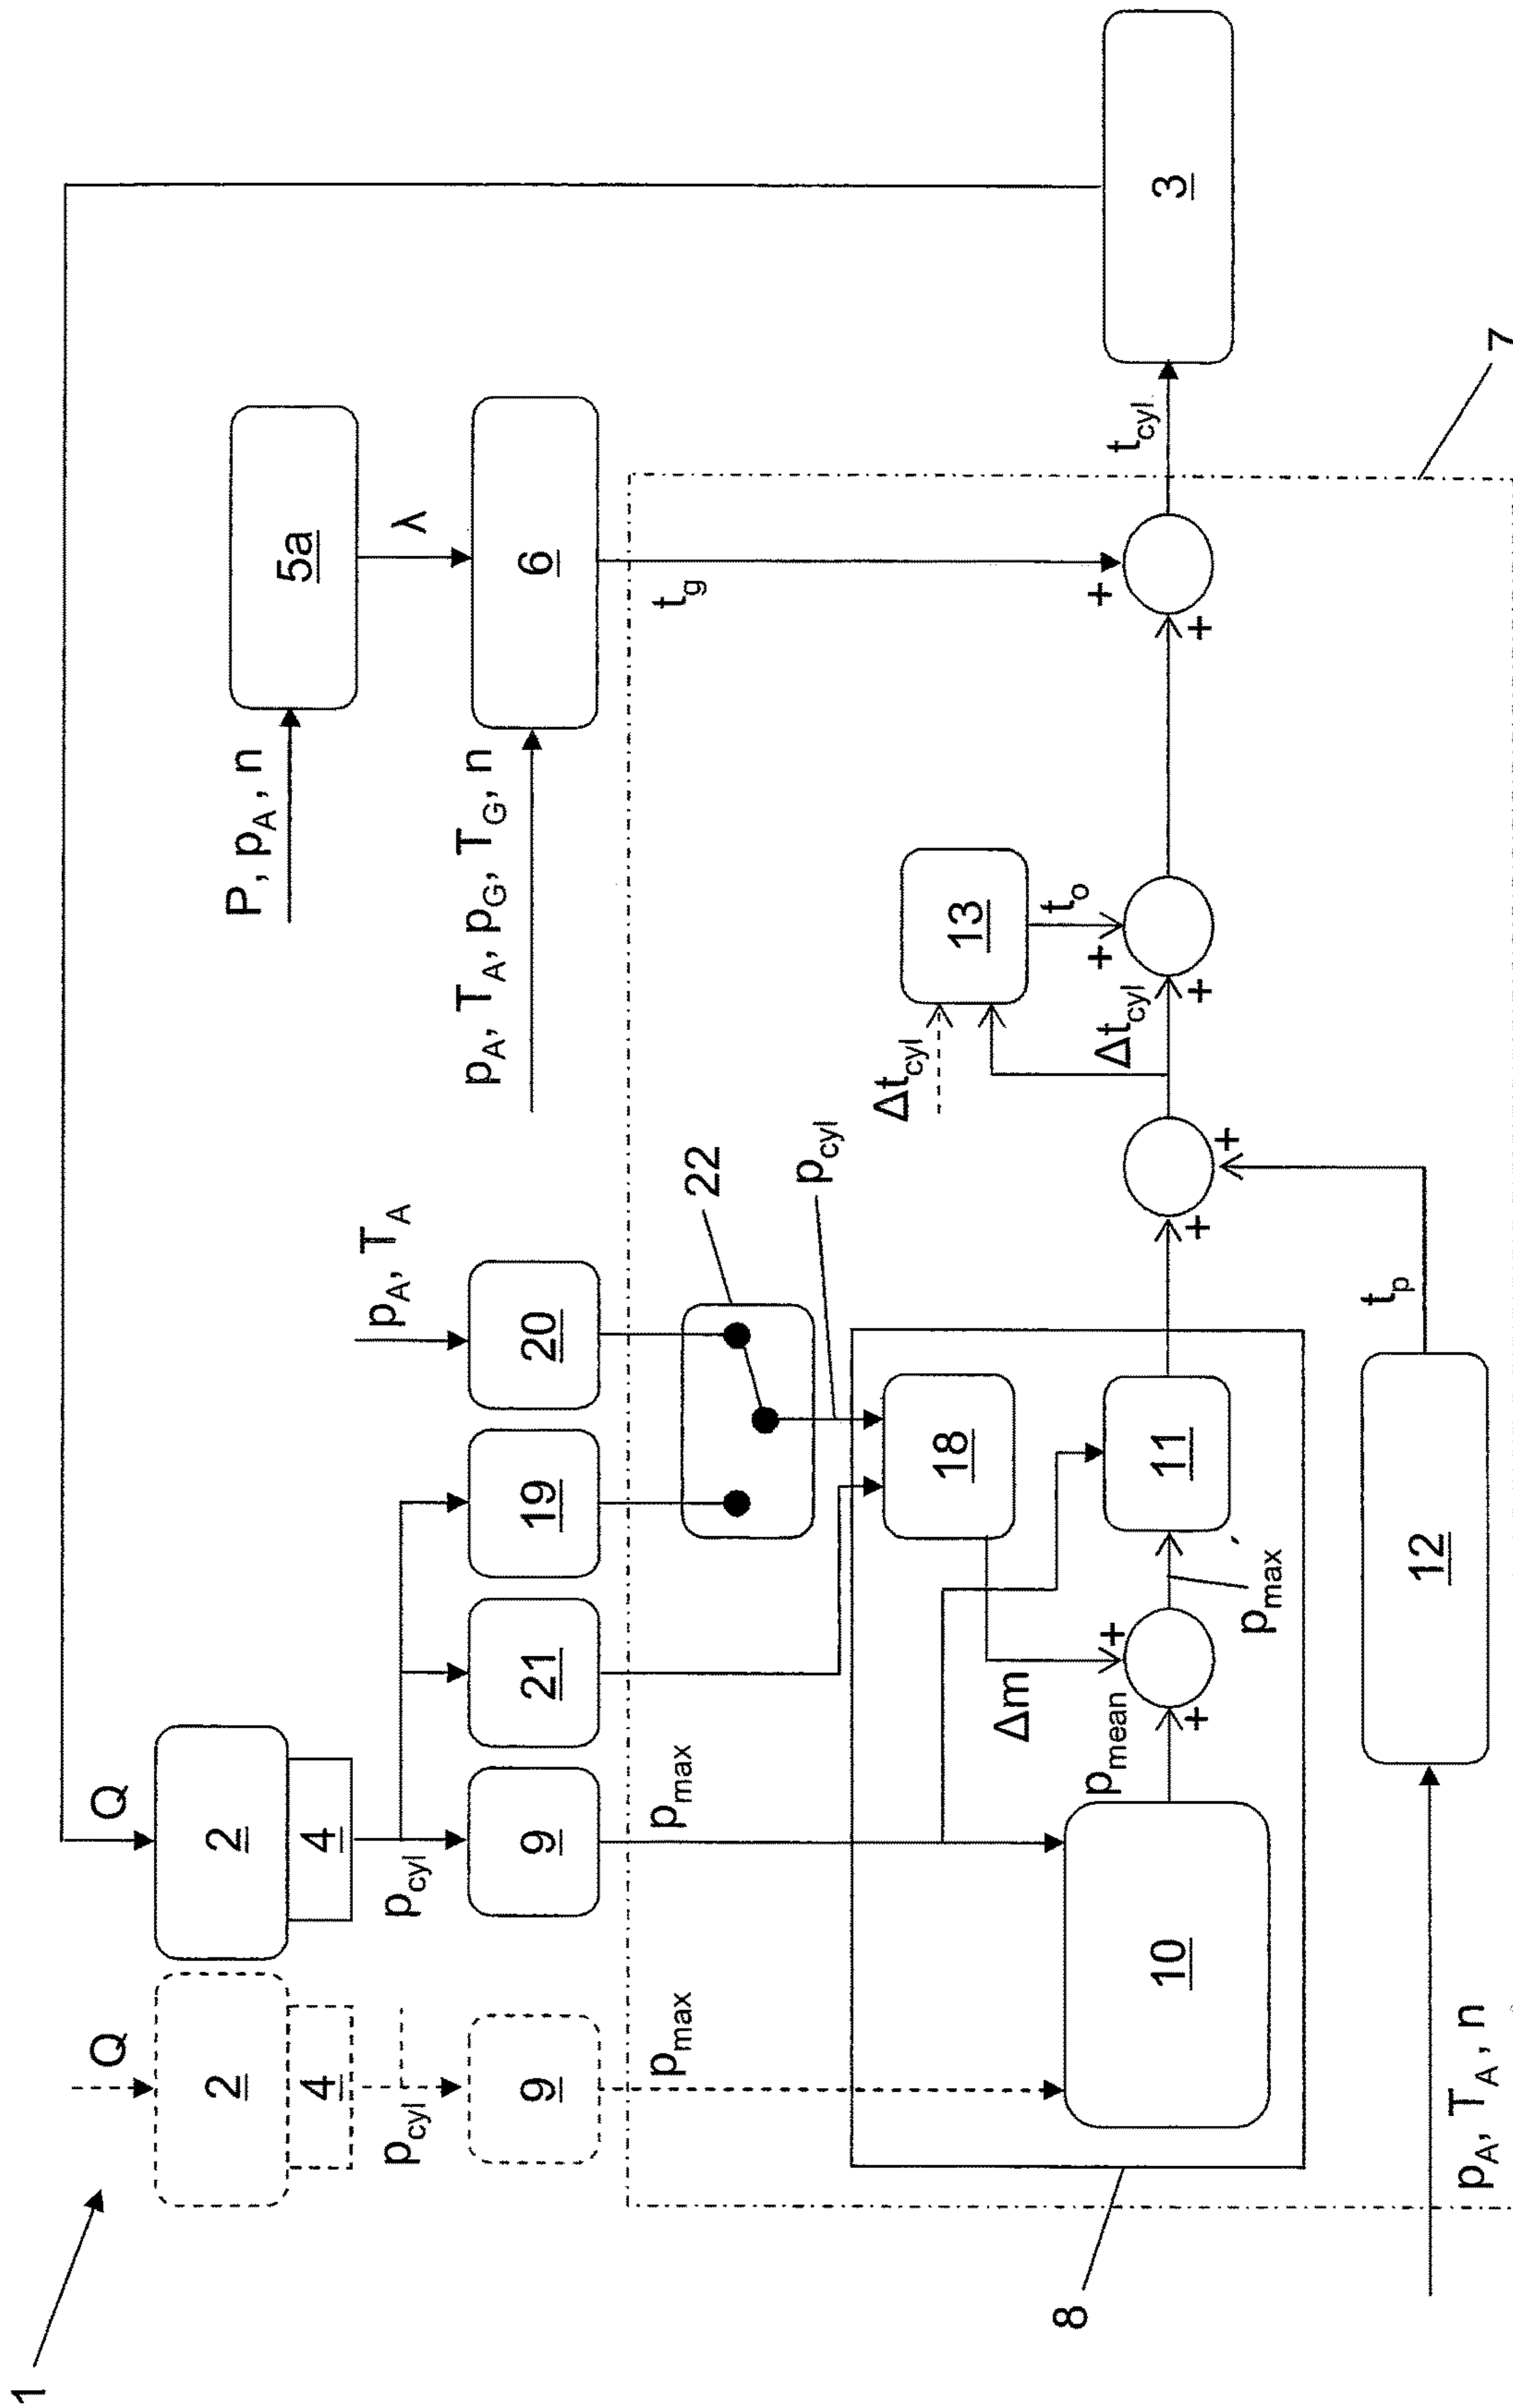 1
Q
2
4
p_cyl
9
p_max
Q
2
4
p_cyl
9
p_max
21
19
20
p_A, T_A
22
p_cyl
P, p_A, n
5a
λ
p_A, T_A, p_G, T_G, n
6
t_g
3
t_cyl
7
8
10
p_mean
+
Δm
+
p_max´
18
11
+
+
12
p_A, T_A, n
t_p
Δt_cyl
Δt_cyl
13
t_o
+
+
+
+